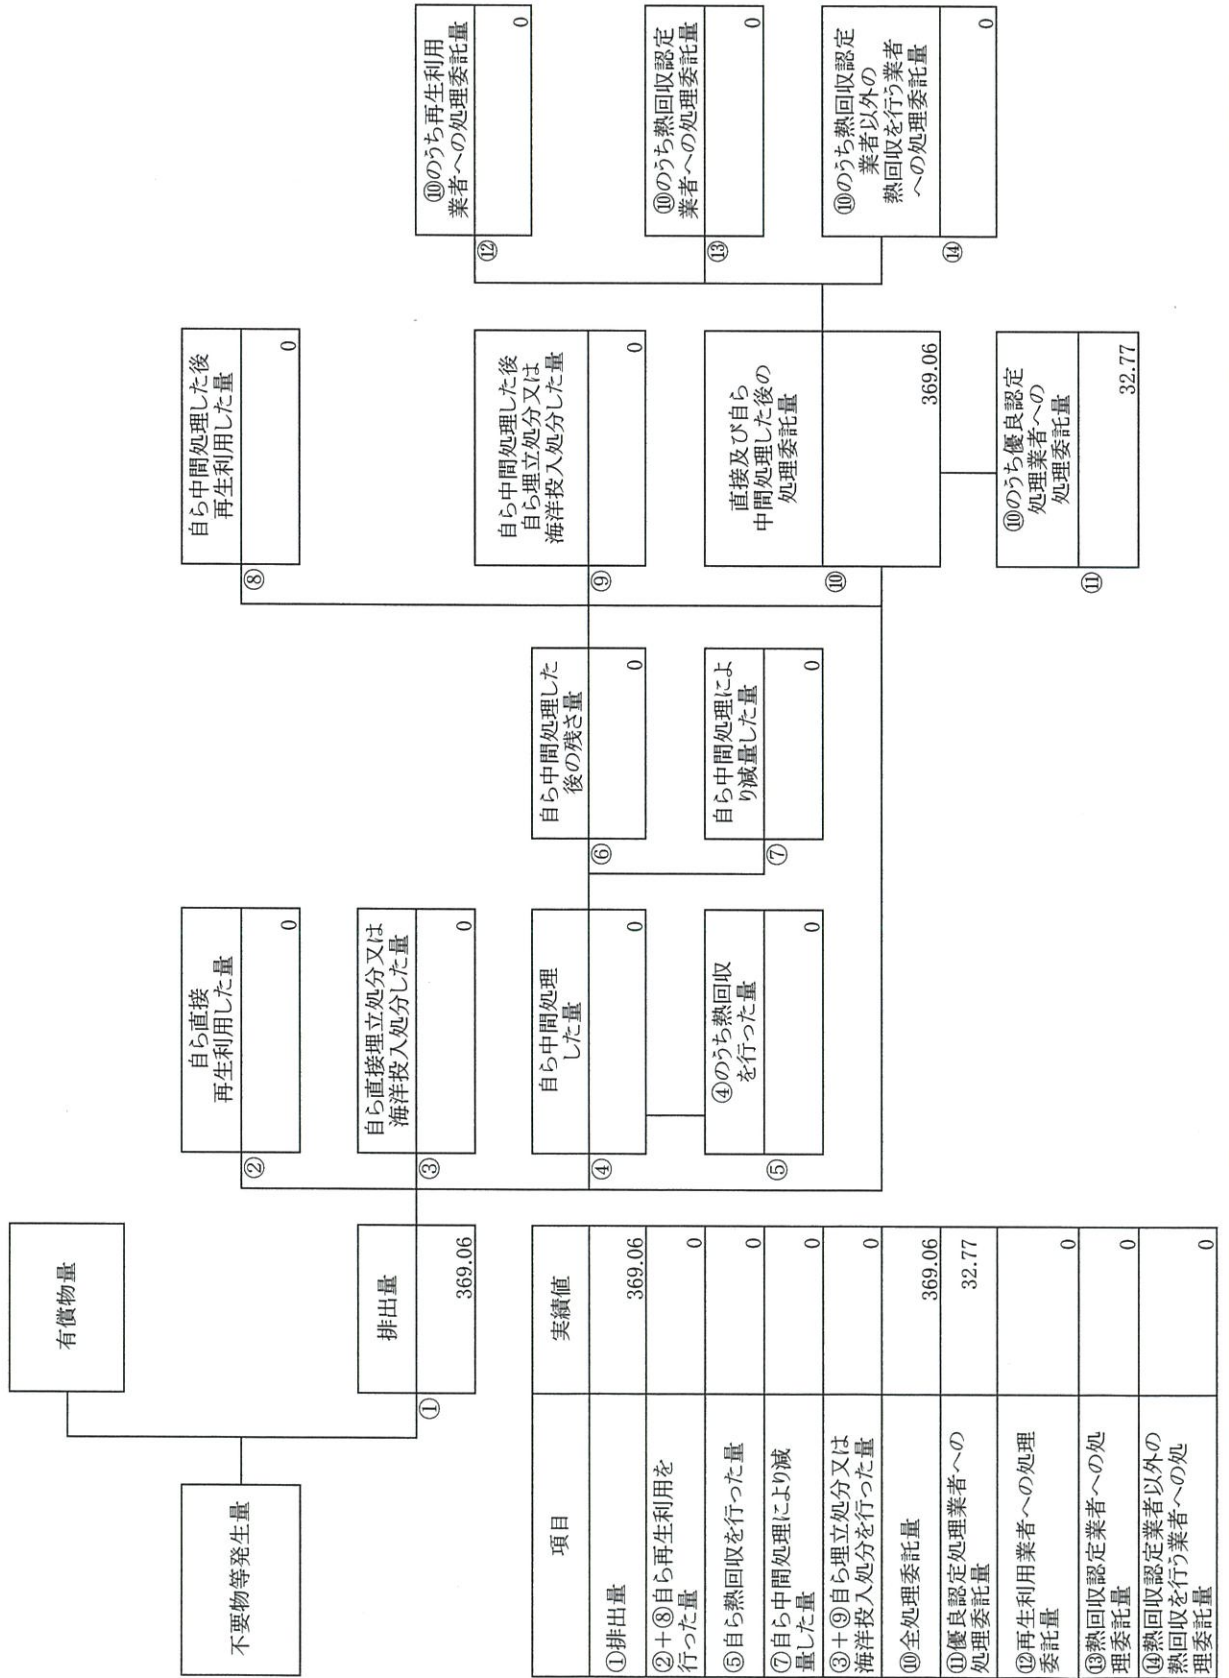 不要物等発生量
有償物量
①
排出量
369.06
②
自ら直接
再生利用した量
0
③
自ら直接埋立処分又は
海洋投入処分した量
0
④
自ら中間処理
した量
0
⑤
④のうち熱回収
を行った量
0
⑥
自ら中間処理した
後の残さ量
0
⑦
自ら中間処理によ
り減量した量
0
⑧
自ら中間処理した後
再生利用した量
0
⑨
自ら中間処理した後
自ら埋立処分又は
海洋投入処分した量
0
⑩
直接及び自ら
中間処理した後の
処理委託量
369.06
⑪
⑩のうち優良認定
処理業者への
処理委託量
32.77
⑫
⑩のうち再生利用
業者への処理委託量
0
⑬
⑩のうち熱回収認定
業者への処理委託量
0
⑭
⑩のうち熱回収認定
業者以外の
熱回収を行う業者
への処理委託量
0
項目 実績値
①排出量 369.06
②+⑧自ら再生利用を
行った量 0
⑤自ら熱回収を行った量 0
⑦自ら中間処理により減
量した量 0
③+⑨自ら埋立処分又は
海洋投入処分を行った量 0
⑩全処理委託量 369.06
⑪優良認定処理業者への
処理委託量 32.77
⑫再生利用業者への処理
委託量 0
⑬熱回収認定業者への処
理委託量 0
⑭熱回収認定業者以外の
熱回収を行う業者への処
理委託量 0